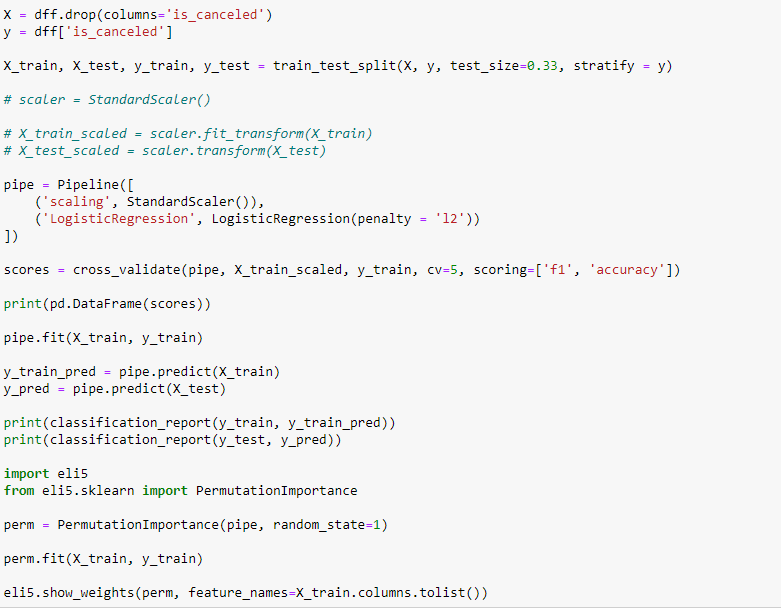 X = dff.drop(columns='is_canceled')
y = dff['is_canceled']
X_train, X_test, y_train, y_test = train_test_split(X, y, test_size=0.33, stratify = y)
# scaler = StandardScaler()
# X_train_scaled = scaler.fit_transform(X_train)
# X_test_scaled = scaler.transform(X_test)
pipe = Pipeline([
    ('scaling', StandardScaler()),
    ('LogisticRegression', LogisticRegression(penalty = 'l2'))
])
scores = cross_validate(pipe, X_train_scaled, y_train, cv=5, scoring=['f1', 'accuracy'])
print(pd.DataFrame(scores))
pipe.fit(X_train, y_train)
y_train_pred = pipe.predict(X_train)
y_pred = pipe.predict(X_test)
print(classification_report(y_train, y_train_pred))
print(classification_report(y_test, y_pred))
import eli5
from eli5.sklearn import PermutationImportance
perm = PermutationImportance(pipe, random_state=1)
perm.fit(X_train, y_train)
eli5.show_weights(perm, feature_names=X_train.columns.tolist())